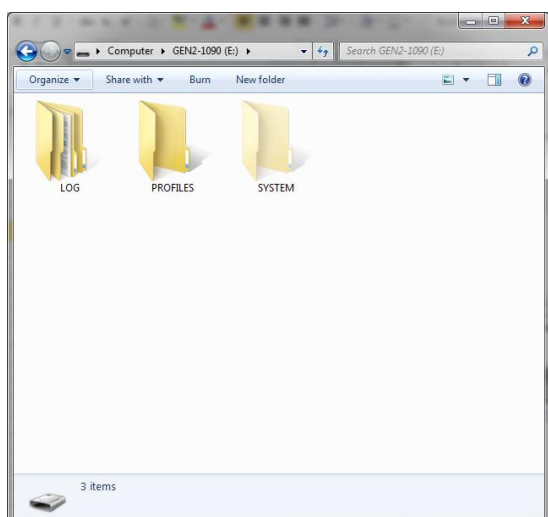 Computer GEN2-1090 (E:) Search GEN2-1090 (E:)
Organize Share with Burn New folder
LOG PROFILES SYSTEM
3 items